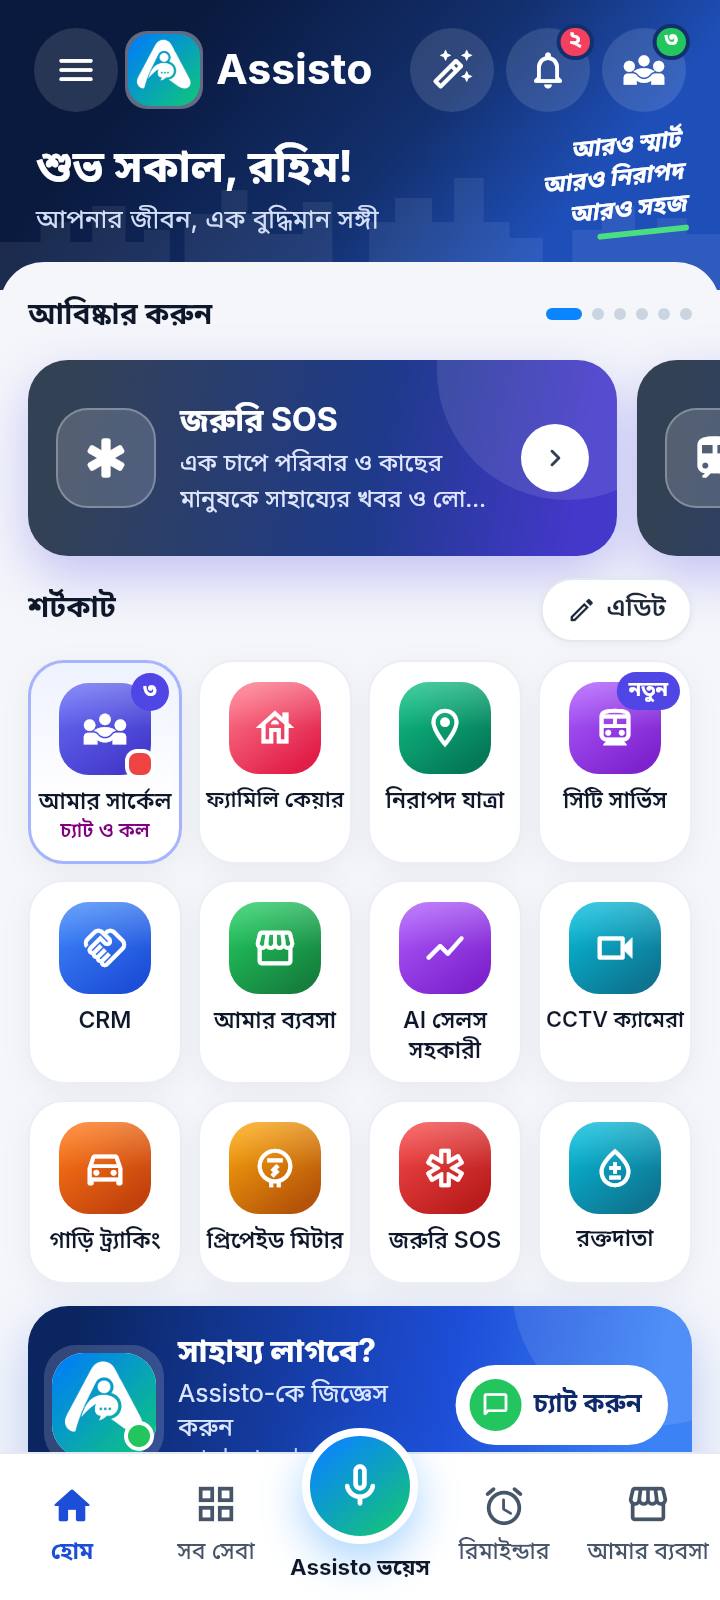 Assisto
২
৩
শুভ সকাল, রহিম!
আপনার জীবন, এক বুদ্ধিমান সঙ্গী
আরও স্মার্ট
আরও নিরাপদ
আরও সহজ
আবিষ্কার করুন
জরুরি SOS
এক চাপে পরিবার ও কাছের
মানুষকে সাহায্যের খবর ও লো...
শর্টকাট
এডিট
৩
আমার সার্কেল
চ্যাট ও কল
ফ্যামিলি কেয়ার
নিরাপদ যাত্রা
নতুন
সিটি সার্ভিস
CRM
আমার ব্যবসা
AI সেলস
সহকারী
CCTV ক্যামেরা
গাড়ি ট্র্যাকিং
প্রিপেইড মিটার
জরুরি SOS
রক্তদাতা
সাহায্য লাগবে?
Assisto-কে জিজ্ঞেস
করুন
চ্যাট করুন
হোম
সব সেবা
Assisto ভয়েস
রিমাইন্ডার
আমার ব্যবসা